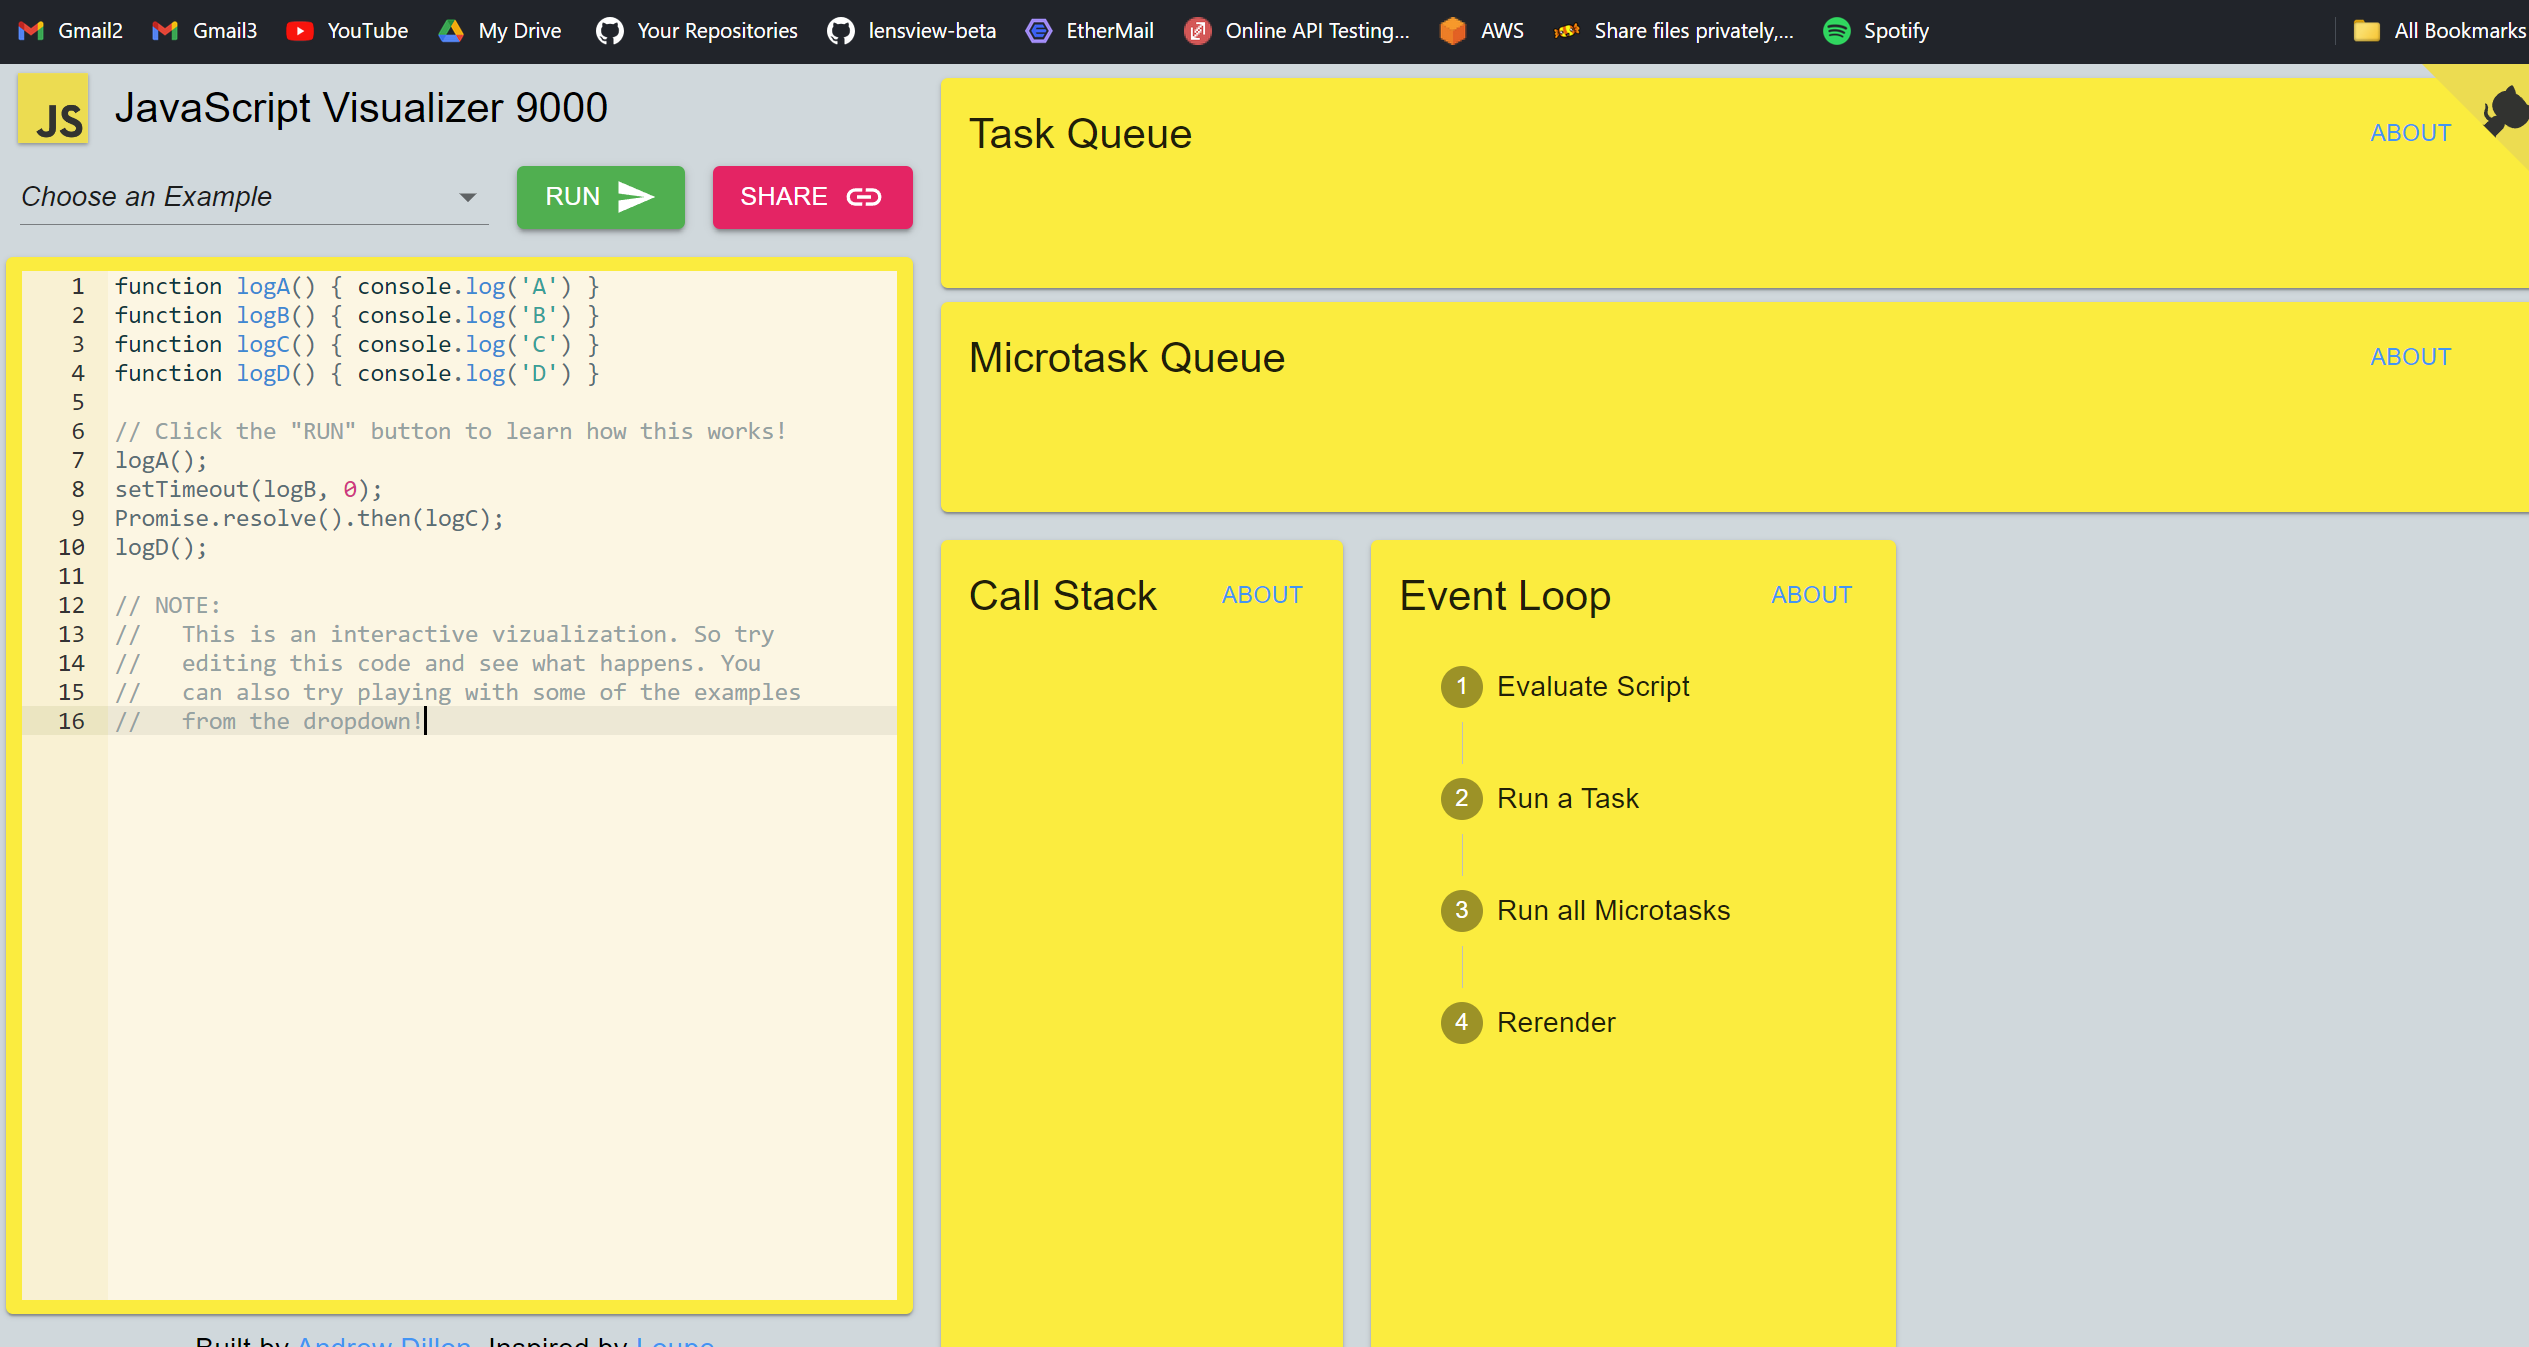 Gmail2 Gmail3 YouTube My Drive Your Repositories lensview-beta EtherMail Online API Testing... AWS Share files privately,... Spotify All Bookmarks
JS JavaScript Visualizer 9000
Choose an Example RUN SHARE
1 function logA() { console.log('A') }
2 function logB() { console.log('B') }
3 function logC() { console.log('C') }
4 function logD() { console.log('D') }
5
6 // Click the "RUN" button to learn how this works!
7 logA();
8 setTimeout(logB, 0);
9 Promise.resolve().then(logC);
10 logD();
11
12 // NOTE:
13 //   This is an interactive vizualization. So try
14 //   editing this code and see what happens. You
15 //   can also try playing with some of the examples
16 //   from the dropdown!
Built by Andrew Dillon. Inspired by Loupe.
Task Queue ABOUT
Microtask Queue ABOUT
Call Stack ABOUT
Event Loop ABOUT
1 Evaluate Script
2 Run a Task
3 Run all Microtasks
4 Rerender